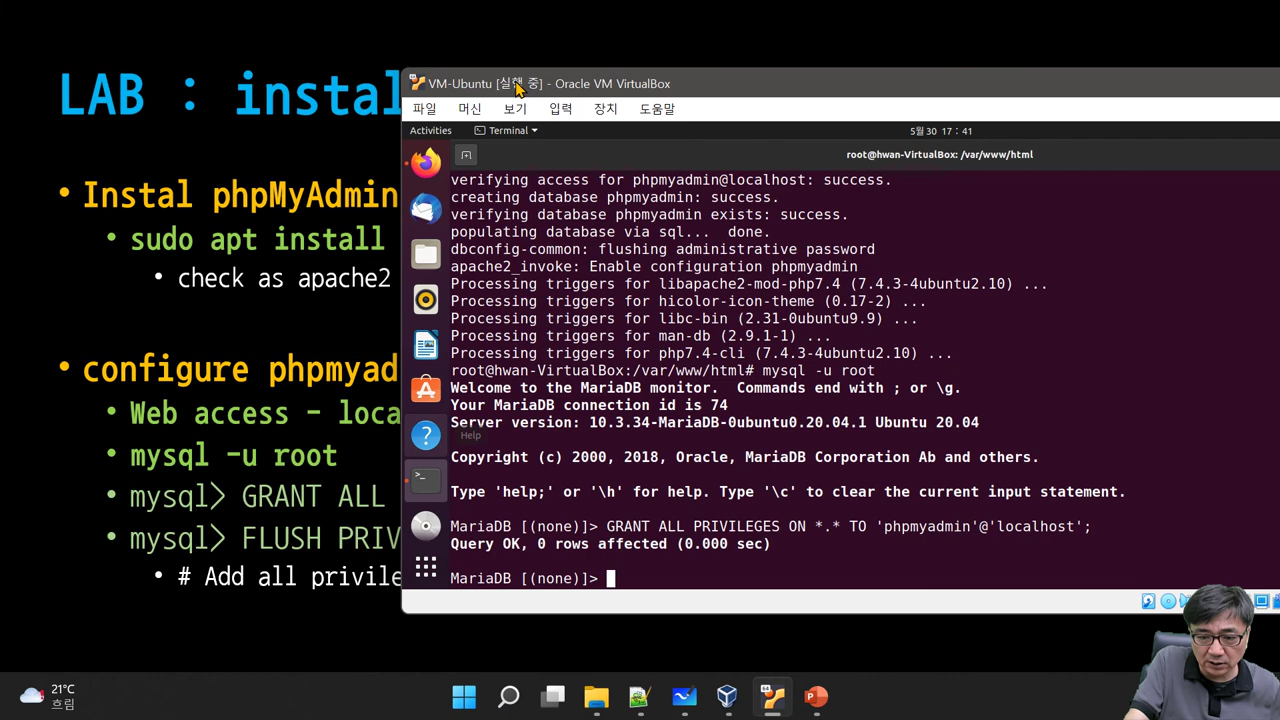 LAB : instal
• Instal phpMyAdmin
• sudo apt install
• check as apache2
• configure phpmyad
• Web access - loca
• mysql -u root
• mysql> GRANT ALL
• mysql> FLUSH PRIV
• # Add all privile
VM-Ubuntu [실행 중] - Oracle VM VirtualBox
파일 머신 보기 입력 장치 도움말
Activities Terminal 5월 30 17 : 41
root@hwan-VirtualBox: /var/www/html
verifying access for phpmyadmin@localhost: success.
creating database phpmyadmin: success.
verifying database phpmyadmin exists: success.
populating database via sql... done.
dbconfig-common: flushing administrative password
apache2_invoke: Enable configuration phpmyadmin
Processing triggers for libapache2-mod-php7.4 (7.4.3-4ubuntu2.10) ...
Processing triggers for hicolor-icon-theme (0.17-2) ...
Processing triggers for libc-bin (2.31-0ubuntu9.9) ...
Processing triggers for man-db (2.9.1-1) ...
Processing triggers for php7.4-cli (7.4.3-4ubuntu2.10) ...
root@hwan-VirtualBox:/var/www/html# mysql -u root
Welcome to the MariaDB monitor. Commands end with ; or \g.
Your MariaDB connection id is 74
Server version: 10.3.34-MariaDB-0ubuntu0.20.04.1 Ubuntu 20.04
Help
Copyright (c) 2000, 2018, Oracle, MariaDB Corporation Ab and others.
Type 'help;' or '\h' for help. Type '\c' to clear the current input statement.
MariaDB [(none)]> GRANT ALL PRIVILEGES ON *.* TO 'phpmyadmin'@'localhost';
Query OK, 0 rows affected (0.000 sec)
MariaDB [(none)]>
21°C
흐림